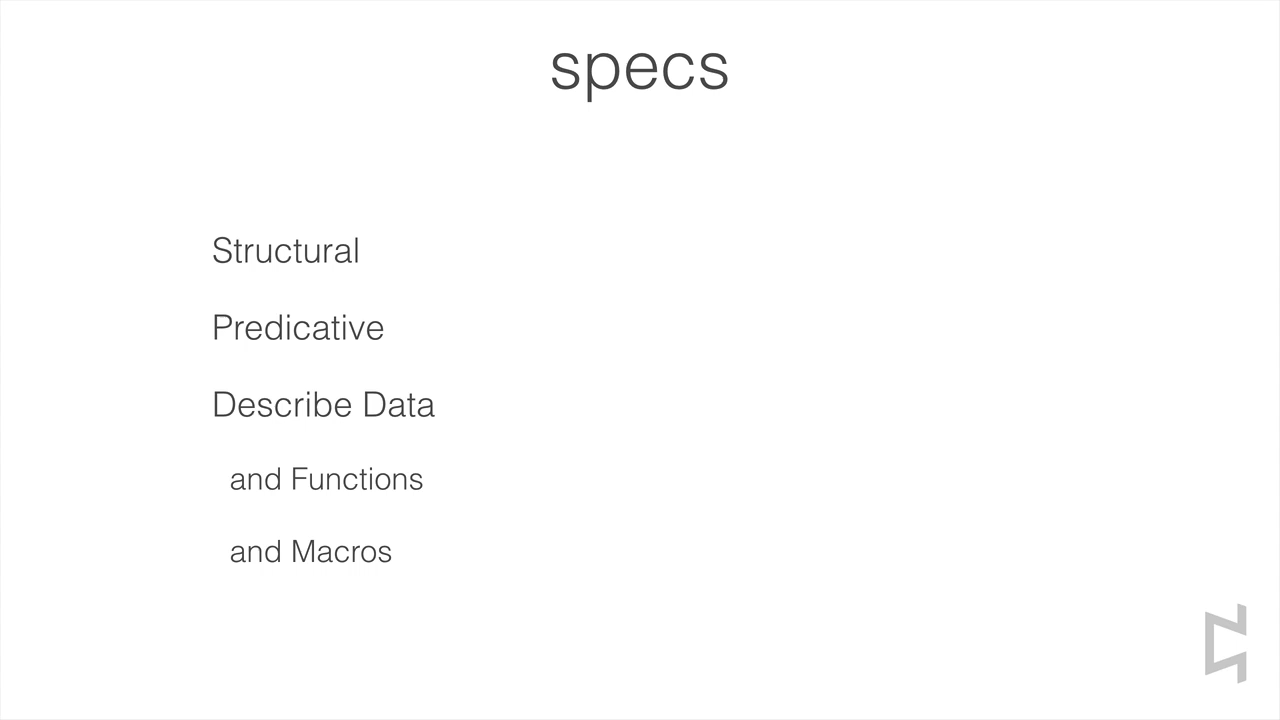 specs
Structural
Predicative
Describe Data
and Functions
and Macros